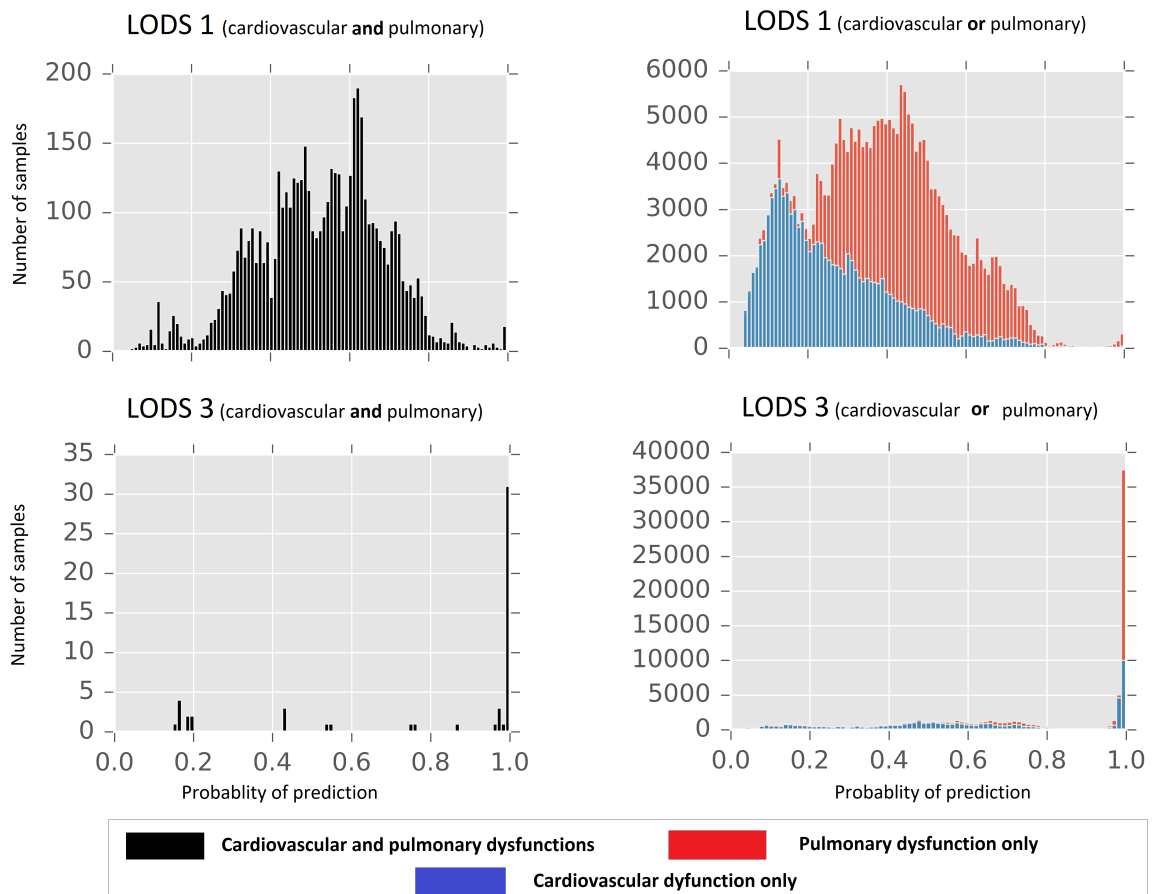 LODS 1 (cardiovascular and pulmonary)
200
150
100
50
0
Number of samples
LODS 1 (cardiovascular or pulmonary)
6000
5000
4000
3000
2000
1000
0
LODS 3 (cardiovascular and pulmonary)
35
30
25
20
15
10
5
0
Number of samples
0.0 0.2 0.4 0.6 0.8 1.0
Probablity of prediction
LODS 3 (cardiovascular or pulmonary)
40000
35000
30000
25000
20000
15000
10000
5000
0
0.0 0.2 0.4 0.6 0.8 1.0
Probablity of prediction
Cardiovascular and pulmonary dysfunctions
Pulmonary dysfunction only
Cardiovascular dyfunction only